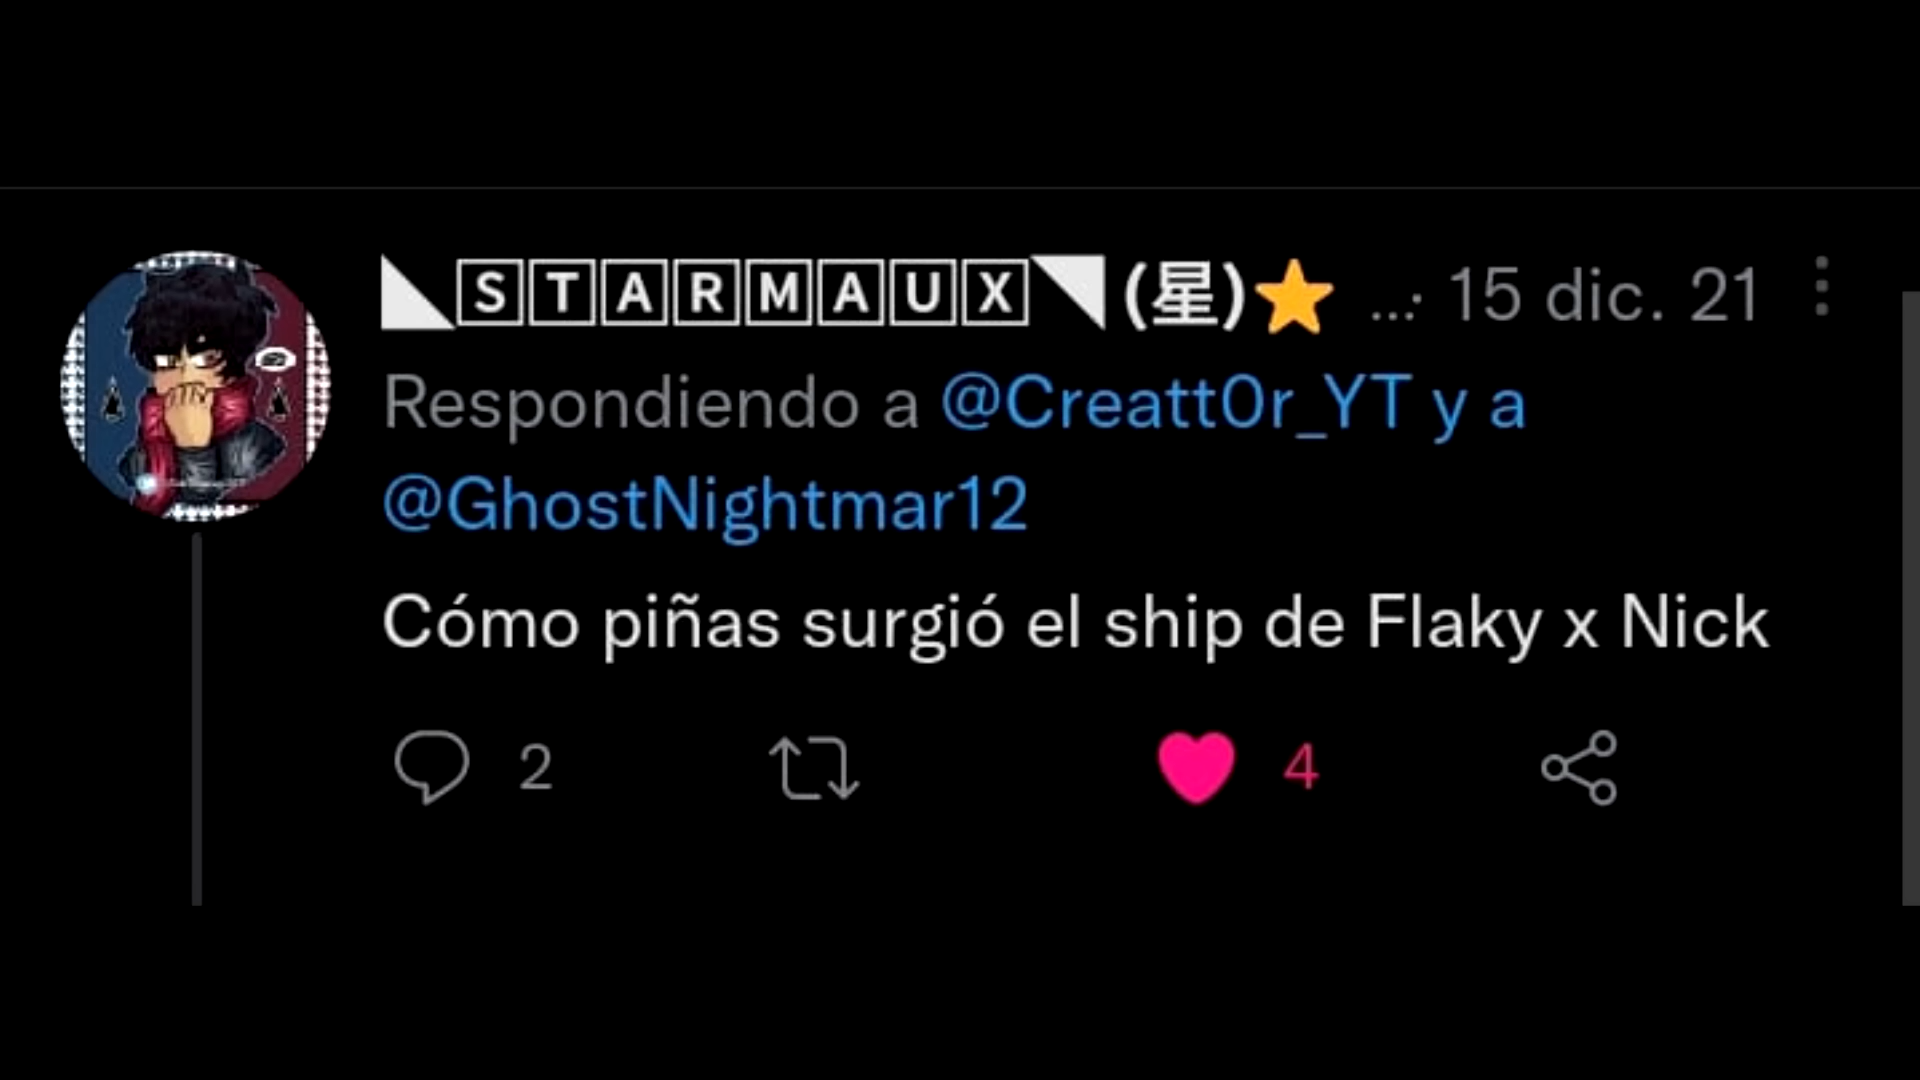 ◣🅂🅃🄰🅁🄼🄰🅄🅇◥ (星)⭐ ...· 15 dic. 21
Respondiendo a @Creatt0r_YT y a
@GhostNightmar12
Cómo piñas surgió el ship de Flaky x Nick
2 4